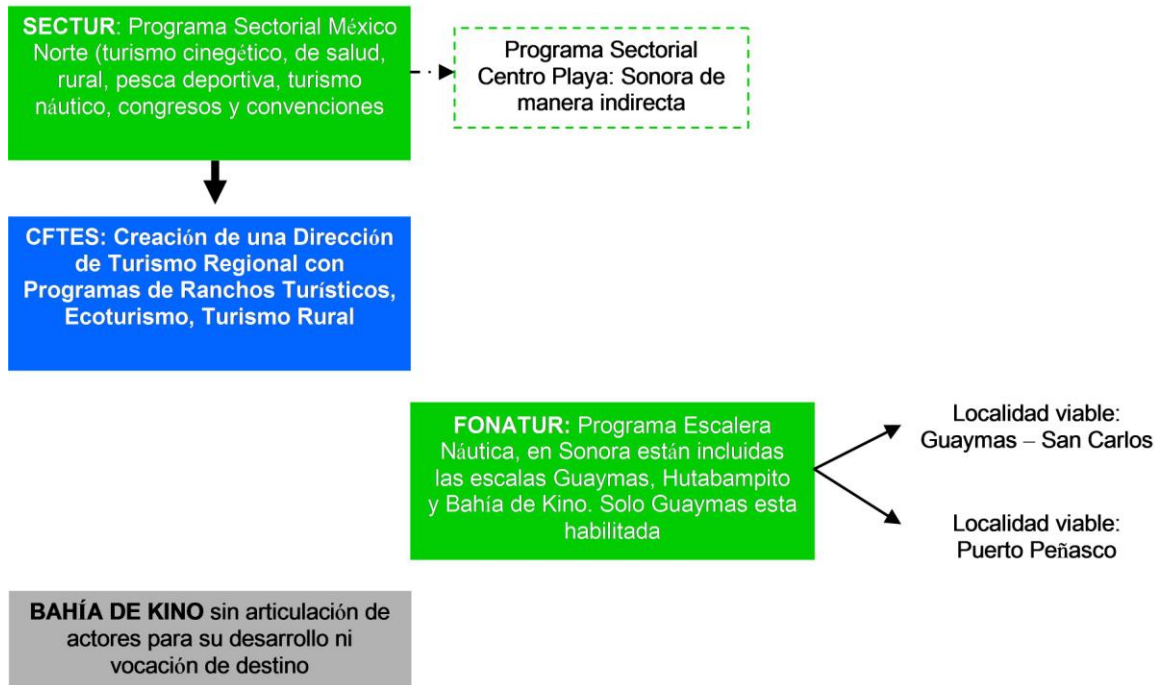 SECTUR: Programa Sectorial México
Norte (turismo cinegético, de salud,
rural, pesca deportiva, turismo
náutico, congresos y convenciones
Programa Sectorial
Centro Playa: Sonora de
manera indirecta
CFTES: Creación de una Dirección
de Turismo Regional con
Programas de Ranchos Turísticos,
Ecoturismo, Turismo Rural
FONATUR: Programa Escalera
Náutica, en Sonora están incluidas
las escalas Guaymas, Hutabampito
y Bahía de Kino. Solo Guaymas esta
habilitada
Localidad viable:
Guaymas – San Carlos
Localidad viable:
Puerto Peñasco
BAHÍA DE KINO sin articulación de
actores para su desarrollo ni
vocación de destino